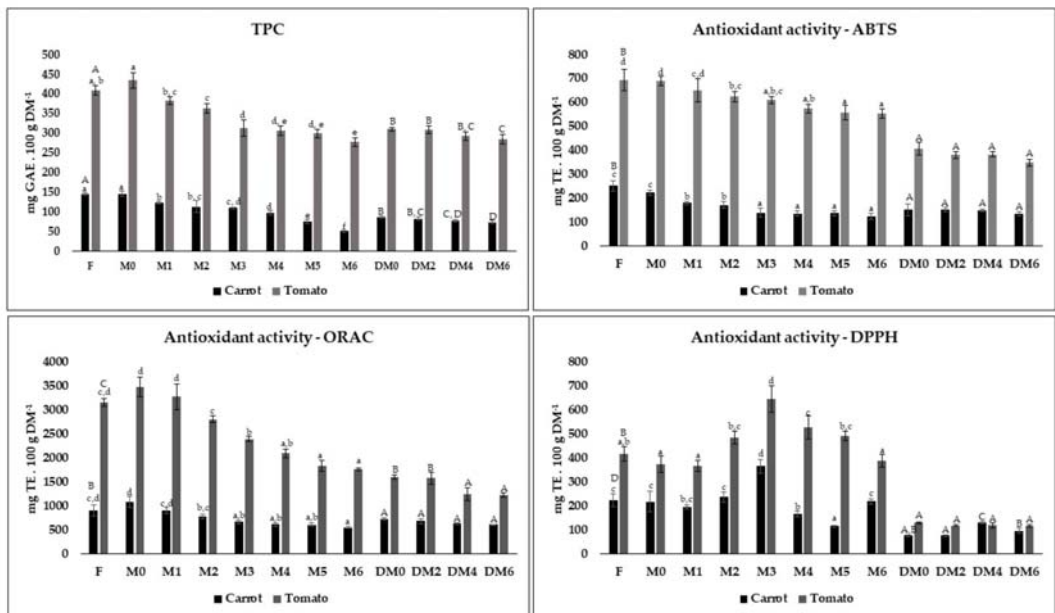 TPC
mg GAE . 100 g DM-1
500
450
400
350
300
250
200
150
100
50
0
A
a,b
a
b,c
c
d
d,e
d,e
e
B
B
B,C
C
A
a
a
b
b,c
c,d
d
e
f
B
B,C
C,D
D
F M0 M1 M2 M3 M4 M5 M6 DM0 DM2 DM4 DM6
Carrot Tomato
Antioxidant activity - ABTS
mg TE . 100 g DM-1
800
700
600
500
400
300
200
100
0
B
d
d
c,d
b,c
a,b,c
a,b
a
a
A
A
A
A
B
c
c
b
b
a
a
a
a
A
A
A
A
F M0 M1 M2 M3 M4 M5 M6 DM0 DM2 DM4 DM6
Carrot Tomato
Antioxidant activity - ORAC
mg TE . 100 g DM-1
4000
3500
3000
2500
2000
1500
1000
500
0
C
c,d
d
d
c
b
a,b
a
a
B
B
A
A
B
c,d
d
c,d
b,c
a,b
a,b
a,b
a
A
A
A
A
F M0 M1 M2 M3 M4 M5 M6 DM0 DM2 DM4 DM6
Carrot Tomato
Antioxidant activity - DPPH
mg TE . 100 g DM-1
800
700
600
500
400
300
200
100
0
B
a,b
a
a
b,c
d
c
b,c
a
A
A
A
D
c
c
b,c
c
d
b
a
c
A
A
C
B
F M0 M1 M2 M3 M4 M5 M6 DM0 DM2 DM4 DM6
Carrot Tomato